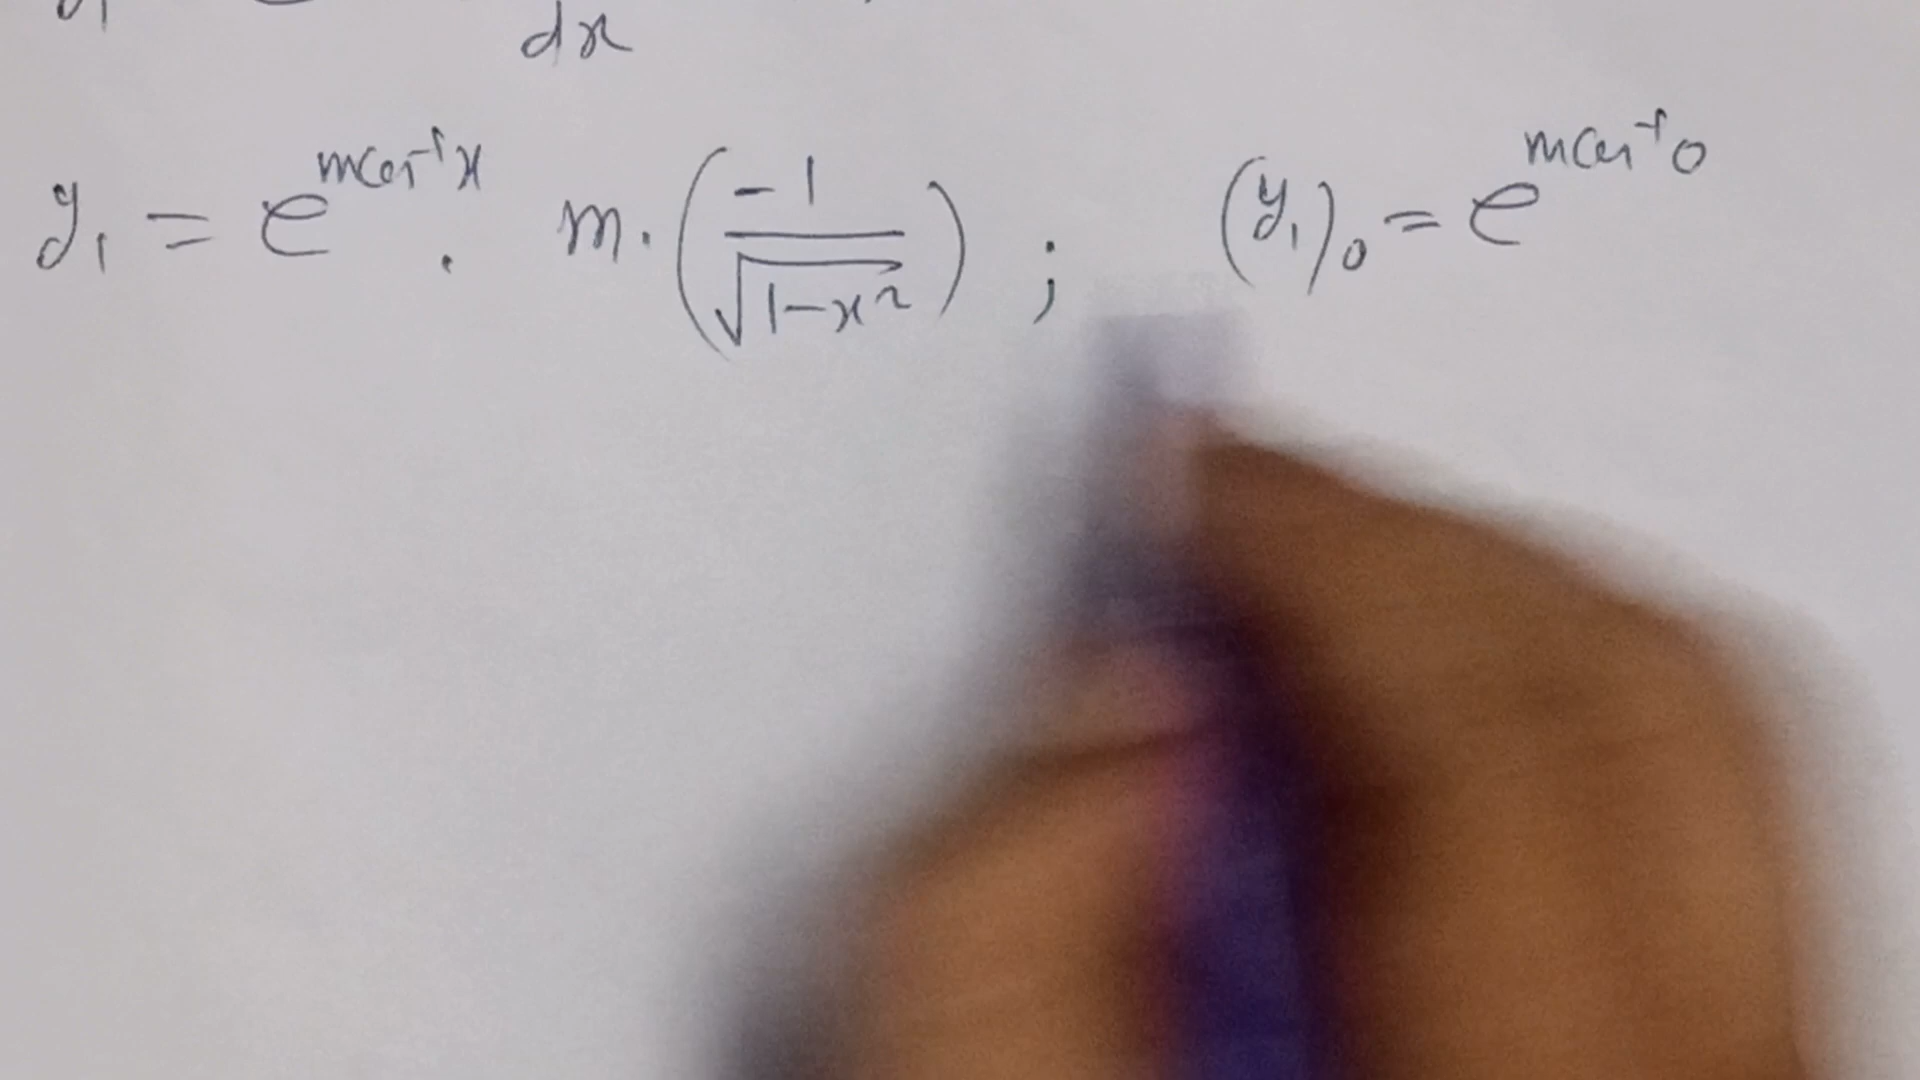 dx
y₁ = e^{m cos⁻¹x} . m. (-1/√(1-x²)) ; (y₁)₀ = e^{m cos⁻¹0}